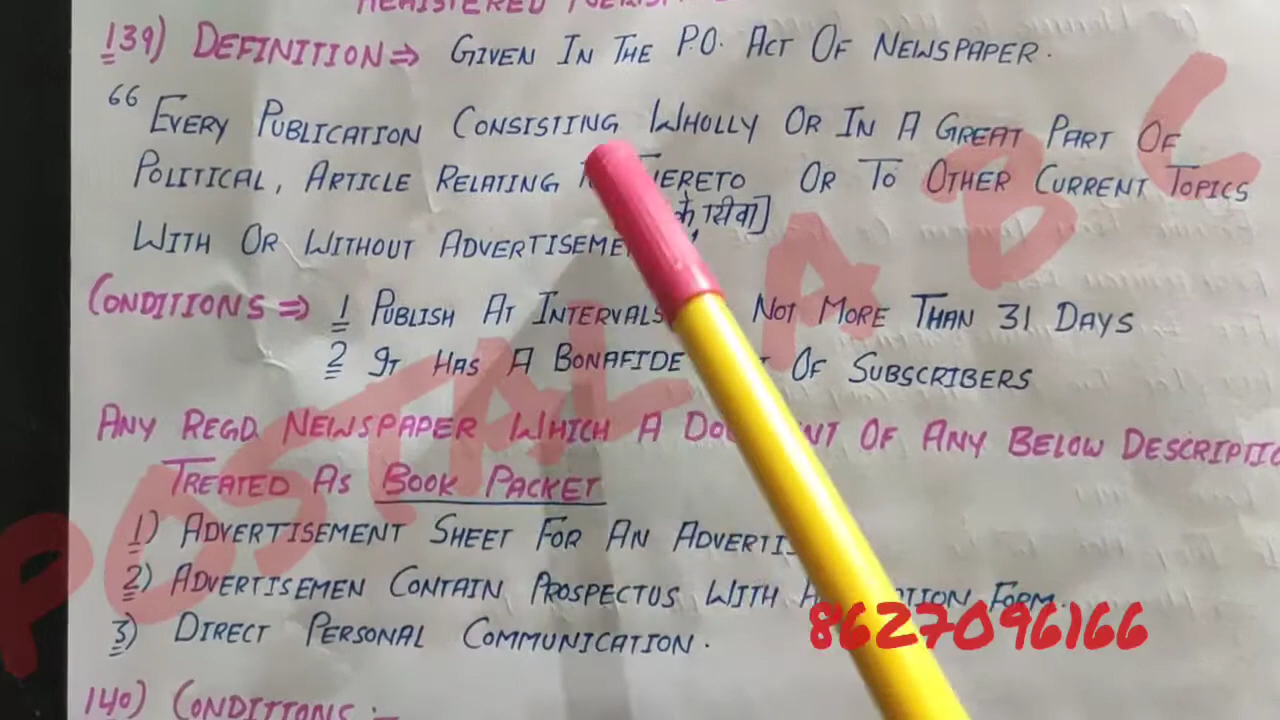 139) DEFINITION ⇒ GIVEN IN THE P.O. ACT OF NEWSPAPER.
66 EVERY PUBLICATION CONSISTING WHOLLY OR IN A GREAT PART OF
POLITICAL, ARTICLE RELATING OR TO OTHER CURRENT TOPICS
के सिवा]
WITH OR WITHOUT
CONDITIONS ⇒ 1 PUBLISH AT INTERVALS NOT MORE THAN 31 DAYS
2 IT HAS A BONAFIDE OF SUBSCRIBERS
ANY REGD. NEWSPAPER WHICH A OF ANY BELOW
TREATED AS BOOK PACKET
1) ADVERTISEMENT SHEET FOR AN
2) ADVERTISEMEN CONTAIN PROSPECTUS WITH FORM.
3) DIRECT PERSONAL COMMUNICATION.
140) CONDITIONS :-
POSTAL ABC
8627096166